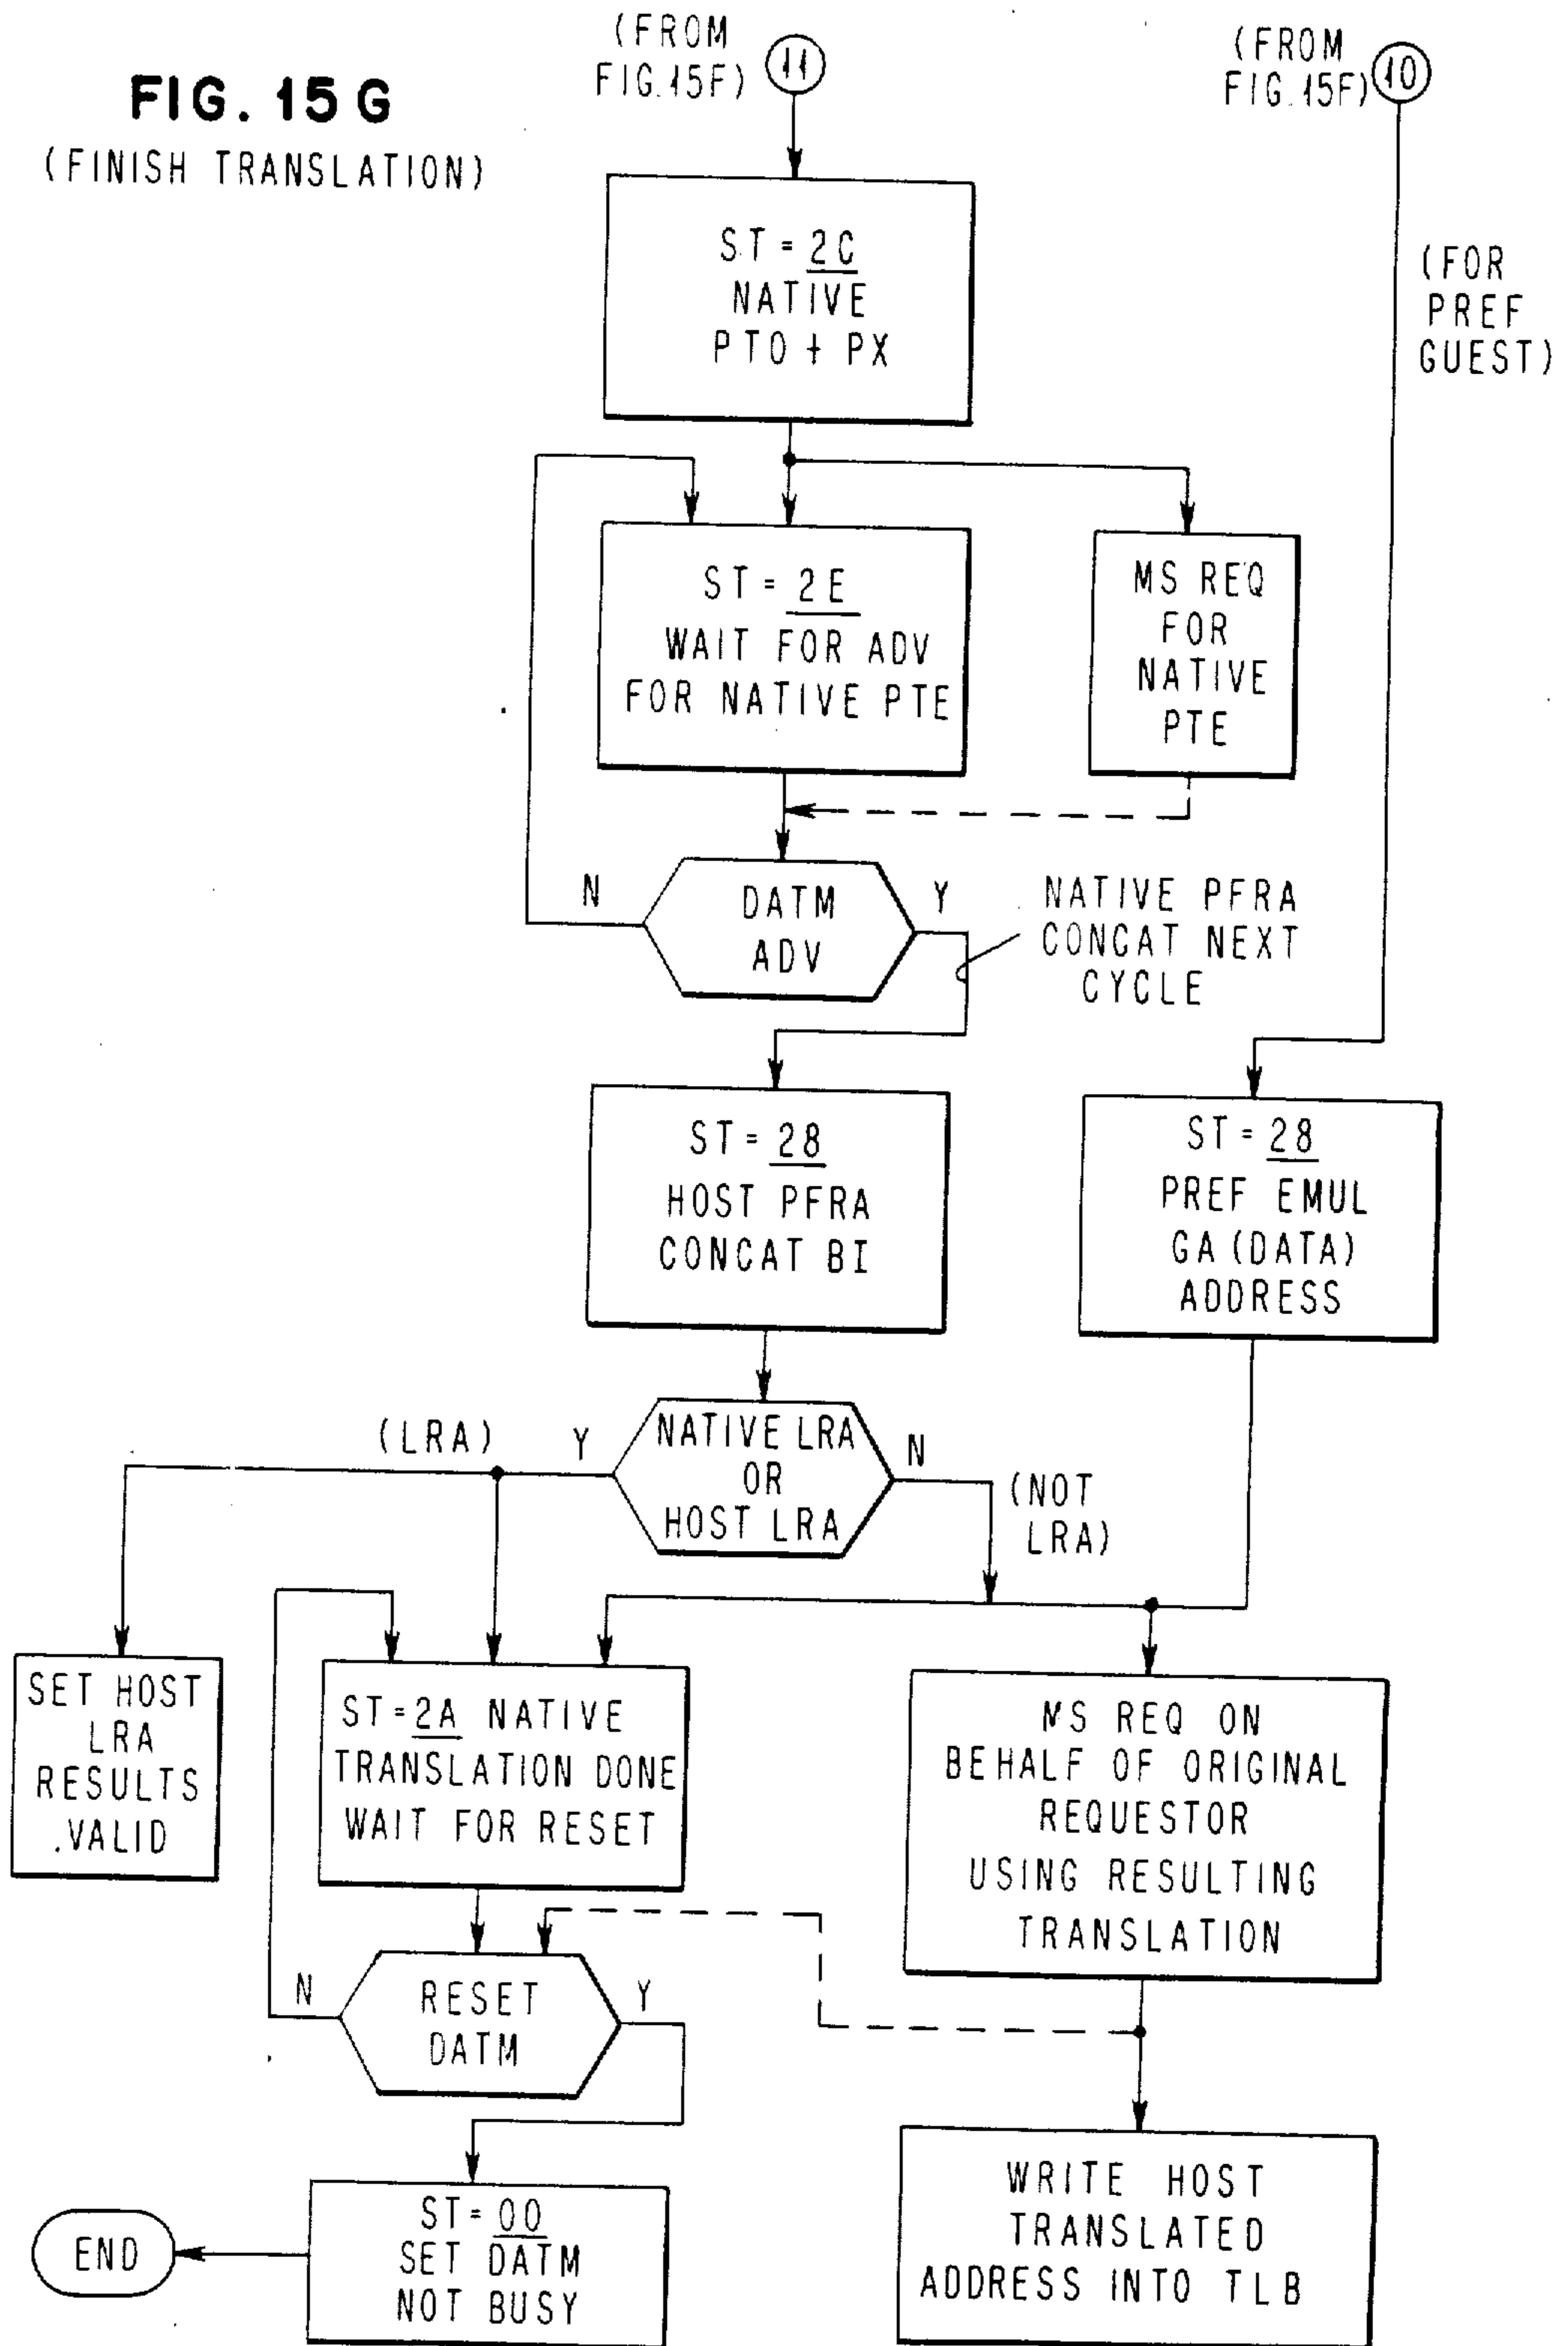 FIG. 15G
(FINISH TRANSLATION)
(FROM
FIG. 15F)
11
(FROM
FIG. 15F)
10
(FOR
PREF
GUEST)
ST = 2C
NATIVE
PTO + PX
ST = 2E
WAIT FOR ADV
FOR NATIVE PTE
MS REQ
FOR
NATIVE
PTE
N
DATM
ADV
Y
NATIVE PFRA
CONCAT NEXT
CYCLE
ST = 28
HOST PFRA
CONCAT BI
ST = 28
PREF EMUL
GA (DATA)
ADDRESS
(LRA)
Y
NATIVE LRA
OR
HOST LRA
N
(NOT
LRA)
SET HOST
LRA
RESULTS
VALID
ST = 2A NATIVE
TRANSLATION DONE
WAIT FOR RESET
MS REQ ON
BEHALF OF ORIGINAL
REQUESTOR
USING RESULTING
TRANSLATION
N
RESET
DATM
Y
END
ST = 00
SET DATM
NOT BUSY
WRITE HOST
TRANSLATED
ADDRESS INTO TLB